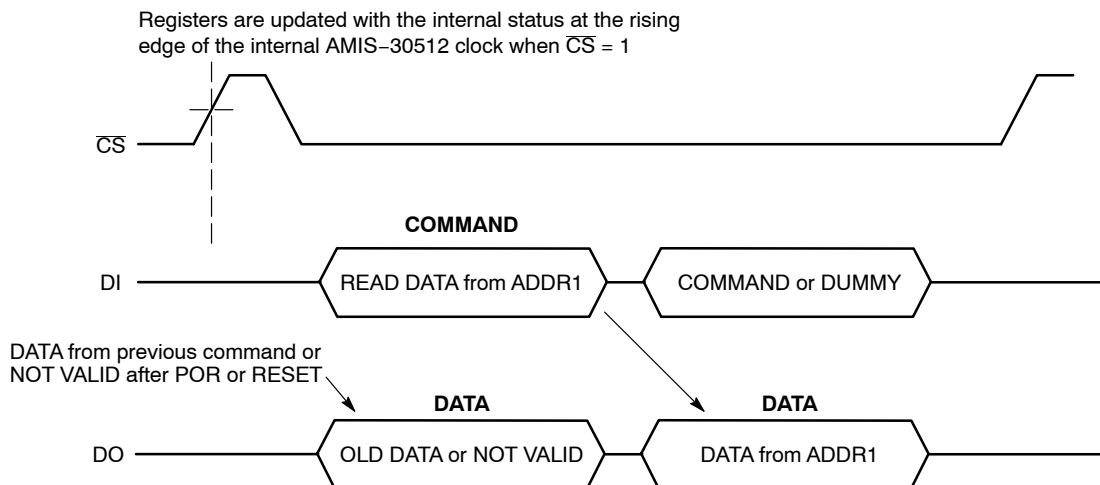 Registers are updated with the internal status at the rising
edge of the internal AMIS−30512 clock when C̅S̅ = 1
C̅S̅
COMMAND
DI
READ DATA from ADDR1
COMMAND or DUMMY
DATA from previous command or
NOT VALID after POR or RESET
DATA
DATA
DO
OLD DATA or NOT VALID
DATA from ADDR1